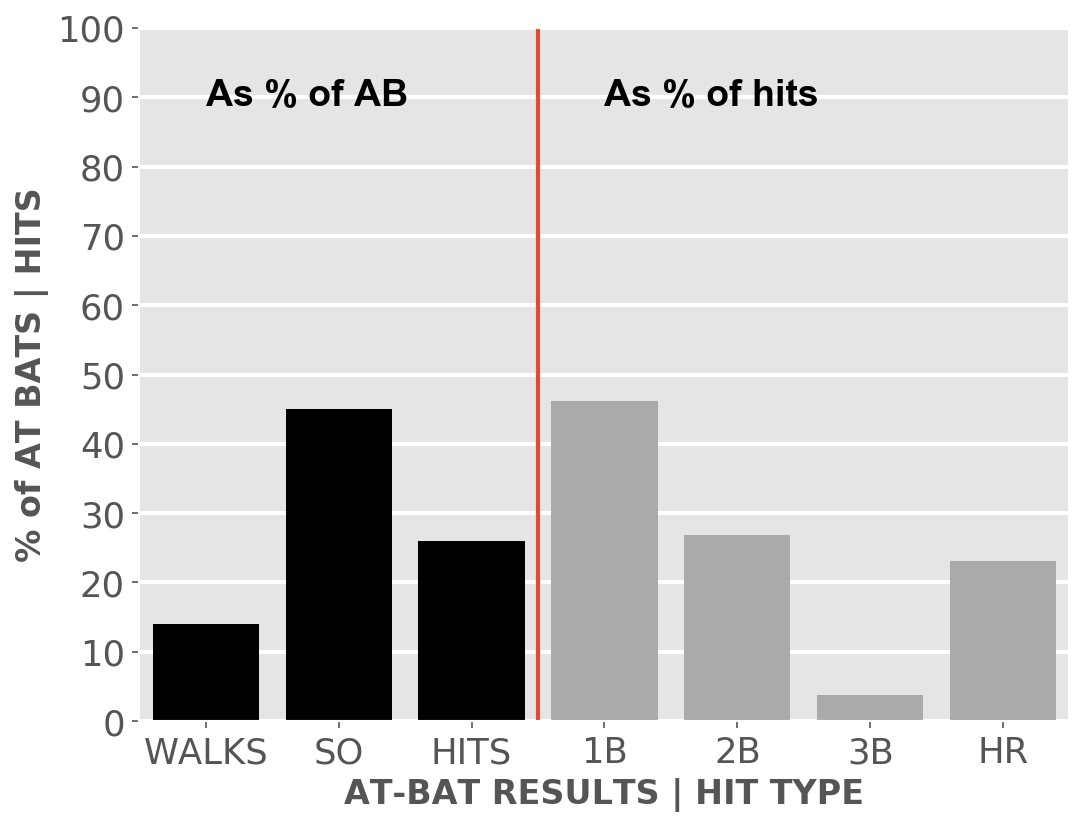 100
90
80
70
60
50
40
30
20
10
0
% of AT BATS | HITS
As % of AB
As % of hits
WALKS SO HITS 1B 2B 3B HR
AT-BAT RESULTS | HIT TYPE